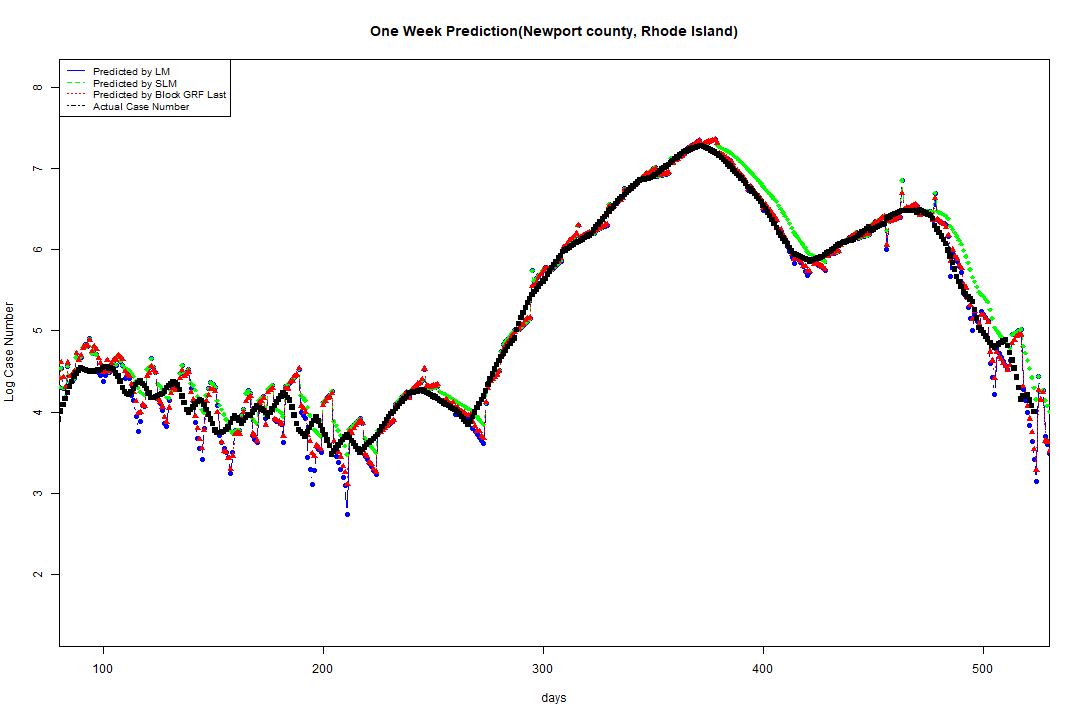 One Week Prediction(Newport county, Rhode Island)
Predicted by LM
Predicted by SLM
Predicted by Block GRF Last
Actual Case Number
8
7
6
5
4
3
2
Log Case Number
100 200 300 400 500
days